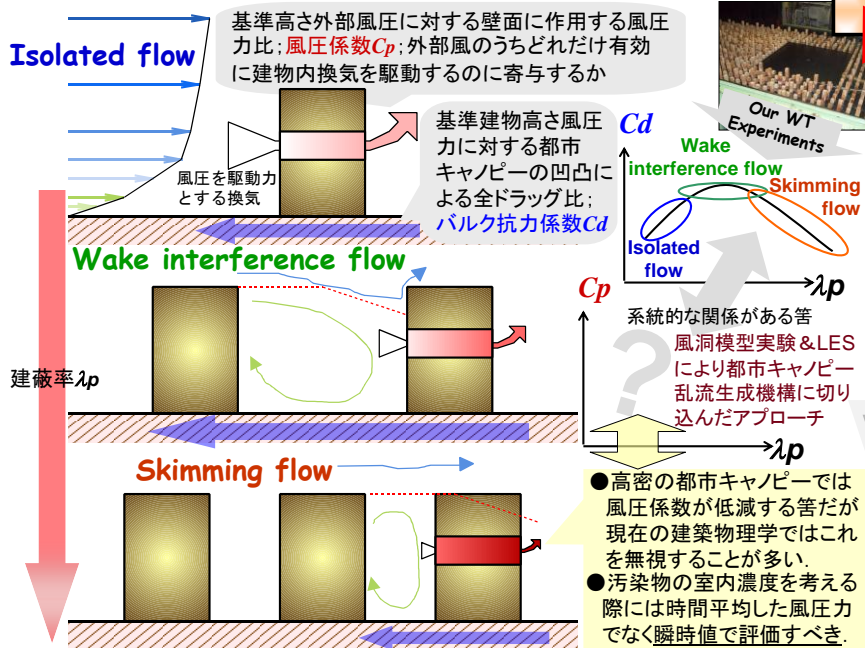 基準高さ外部風圧に対する壁面に作用する風圧
力比；風圧係数Cp；外部風のうちどれだけ有効
に建物内換気を駆動するのに寄与するか
Isolated flow
基準建物高さ風圧
力に対する都市
キャノピーの凹凸に
よる全ドラッグ比；
バルク抗力係数Cd
風圧を駆動力
とする換気
Our WT
Experiments
Cd
Wake
interference flow
Skimming
flow
Isolated
flow
λp
Wake interference flow
Cp
系統的な関係がある筈
風洞模型実験＆LES
により都市キャノピー
乱流生成機構に切り
込んだアプローチ
?
λp
建蔽率λp
Skimming flow
●高密の都市キャノピーでは
風圧係数が低減する筈だが
現在の建築物理学ではこれ
を無視することが多い.
●汚染物の室内濃度を考える
際には時間平均した風圧力
でなく瞬時値で評価すべき.